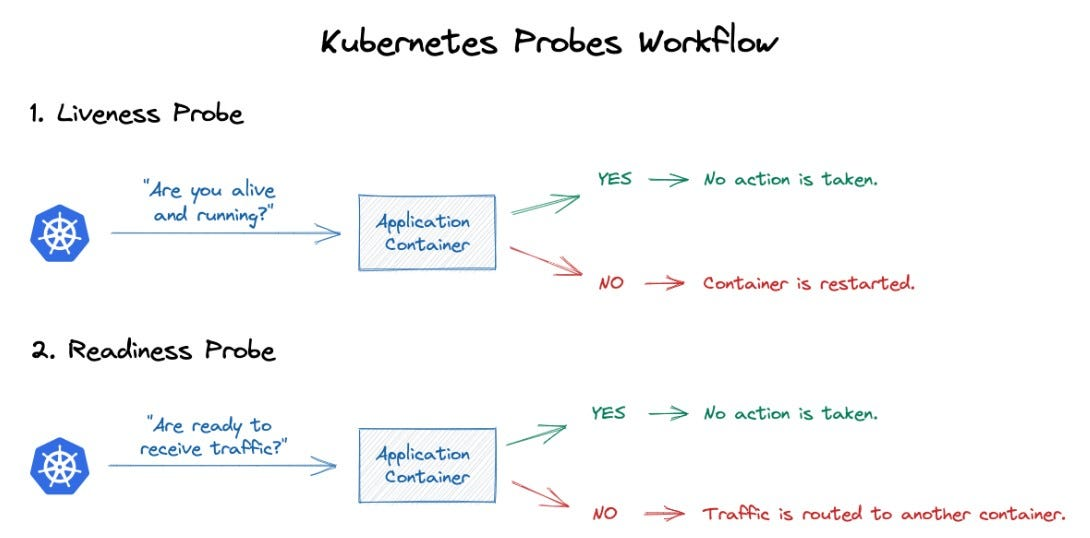 Kubernetes Probes Workflow
1. Liveness Probe
"Are you alive
and running?"
Application
Container
YES
No action is taken.
NO
Container is restarted.
2. Readiness Probe
"Are ready to
receive traffic?"
Application
Container
YES
No action is taken.
NO
Traffic is routed to another container.